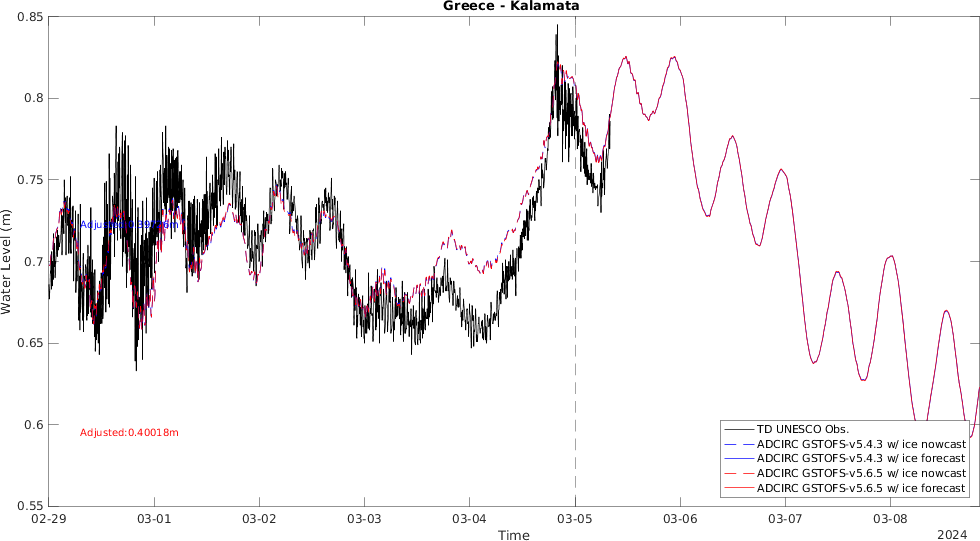 Greece - Kalamata
Water Level (m)
0.85
0.8
0.75
0.7
0.65
0.6
0.55
Adjusted:0.40018m
TD UNESCO Obs.
ADCIRC GSTOFS-v5.4.3 w/ ice nowcast
ADCIRC GSTOFS-v5.4.3 w/ ice forecast
ADCIRC GSTOFS-v5.6.5 w/ ice nowcast
ADCIRC GSTOFS-v5.6.5 w/ ice forecast
02-29 03-01 03-02 03-03 03-04 03-05 03-06 03-07 03-08
Time
2024